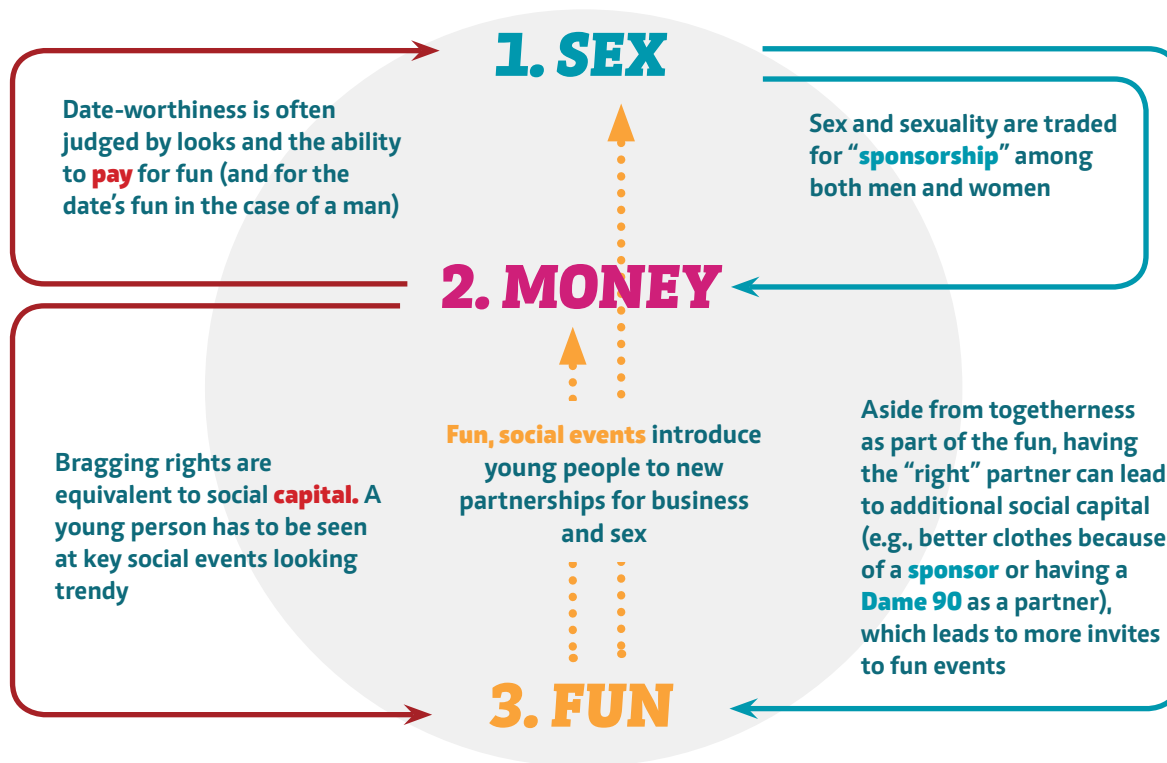 1. SEX
Date-worthiness is often
judged by looks and the ability
to pay for fun (and for the
date's fun in the case of a man)
Sex and sexuality are traded
for “sponsorship” among
both men and women
2. MONEY
Bragging rights are
equivalent to social capital. A
young person has to be seen
at key social events looking
trendy
Fun, social events introduce
young people to new
partnerships for business
and sex
Aside from togetherness
as part of the fun, having
the “right” partner can lead
to additional social capital
(e.g., better clothes because
of a sponsor or having a
Dame 90 as a partner),
which leads to more invites
to fun events
3. FUN